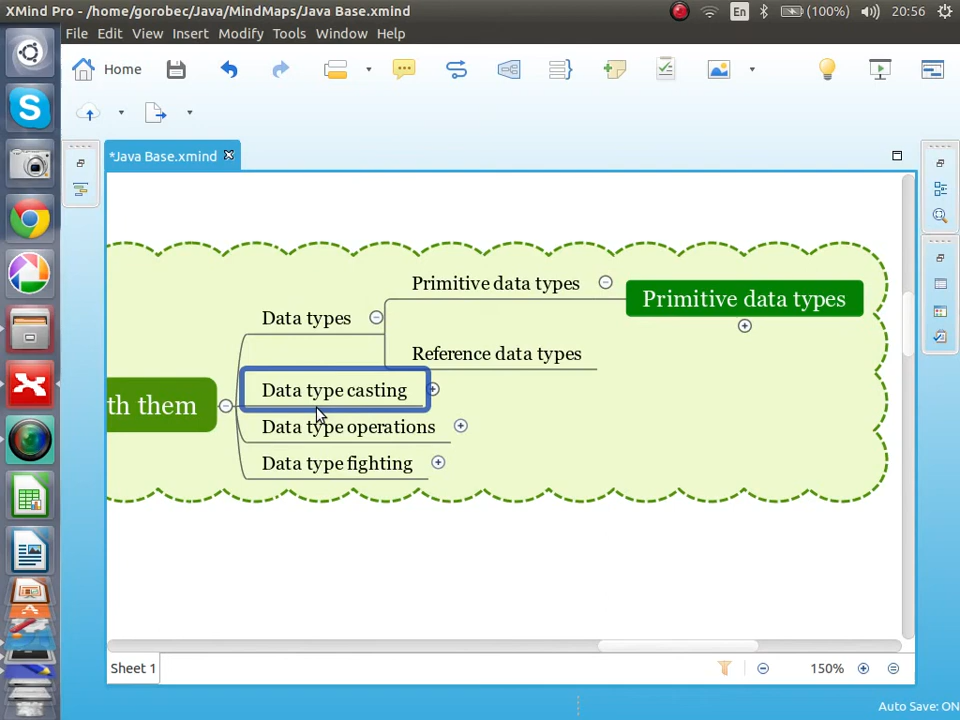 XMind Pro - /home/gorobec/Java/MindMaps/Java Base.xmind
En
(100%)
20:56
File Edit View Insert Modify Tools Window Help
Home
*Java Base.xmind
Primitive data types
Primitive data types
Data types
Reference data types
Data type casting
th them
Data type operations
Data type fighting
Sheet 1
150%
Auto Save: ON